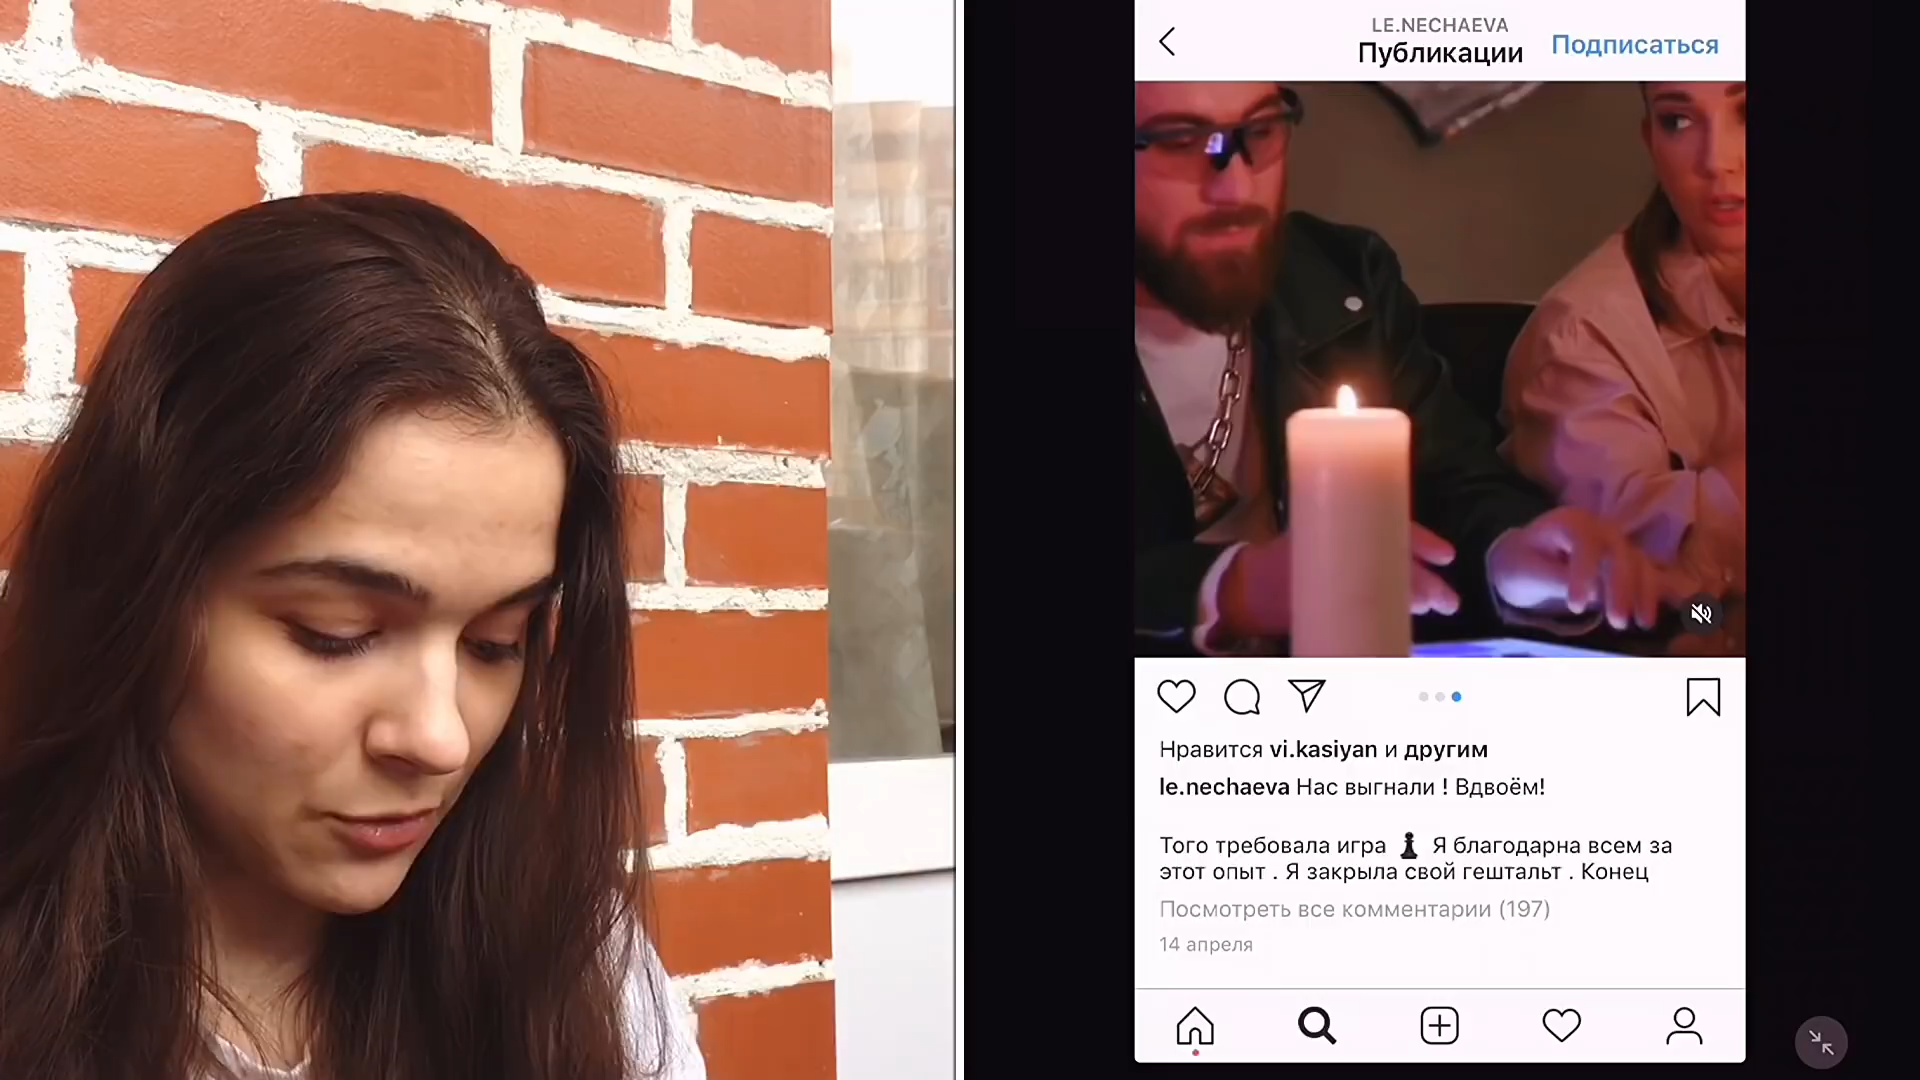 LE.NECHAEVA
Публикации
Подписаться
Нравится vi.kasiyan и другим
le.nechaeva Нас выгнали ! Вдвоём!
Того требовала игра ♟ Я благодарна всем за
этот опыт . Я закрыла свой гештальт . Конец
Посмотреть все комментарии (197)
14 апреля